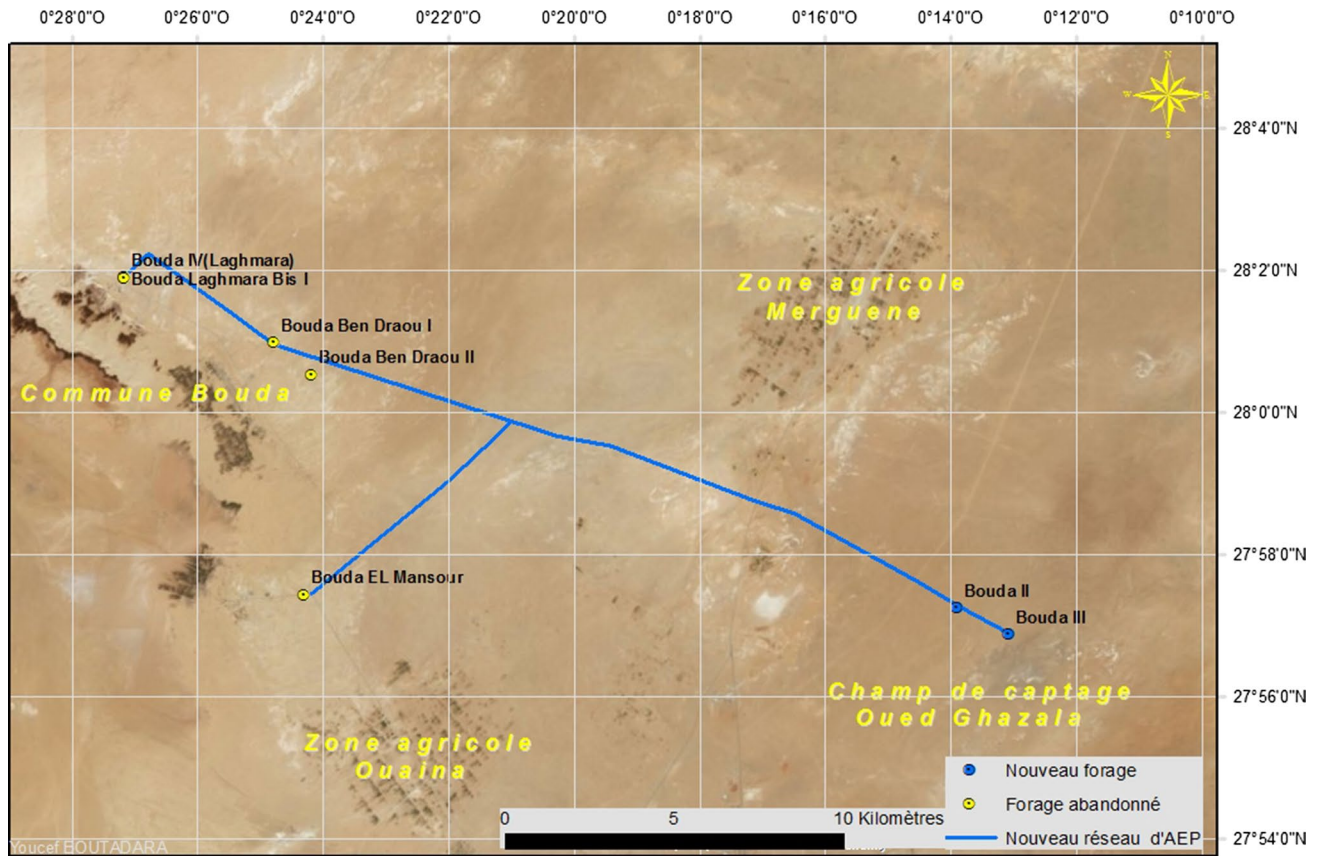 0°28'0"O 0°26'0"O 0°24'0"O 0°22'0"O 0°20'0"O 0°18'0"O 0°16'0"O 0°14'0"O 0°12'0"O 0°10'0"O
N
W E
S
28°4'0"N
Bouda IV(Laghmara)
28°2'0"N
Bouda Laghmara Bis I
Zone agricole
Merguene
Bouda Ben Draou I
Bouda Ben Draou II
Commune Bouda
28°0'0"N
27°58'0"N
Bouda EL Mansour
Bouda II
Bouda III
Champ de captage
Oued Ghazala
27°56'0"N
Zone agricole
Ouaina
Nouveau forage
Forage abandonné
Nouveau réseau d'AEP
0 5 10 Kilomètres
27°54'0"N
Youcef BOUTADARA